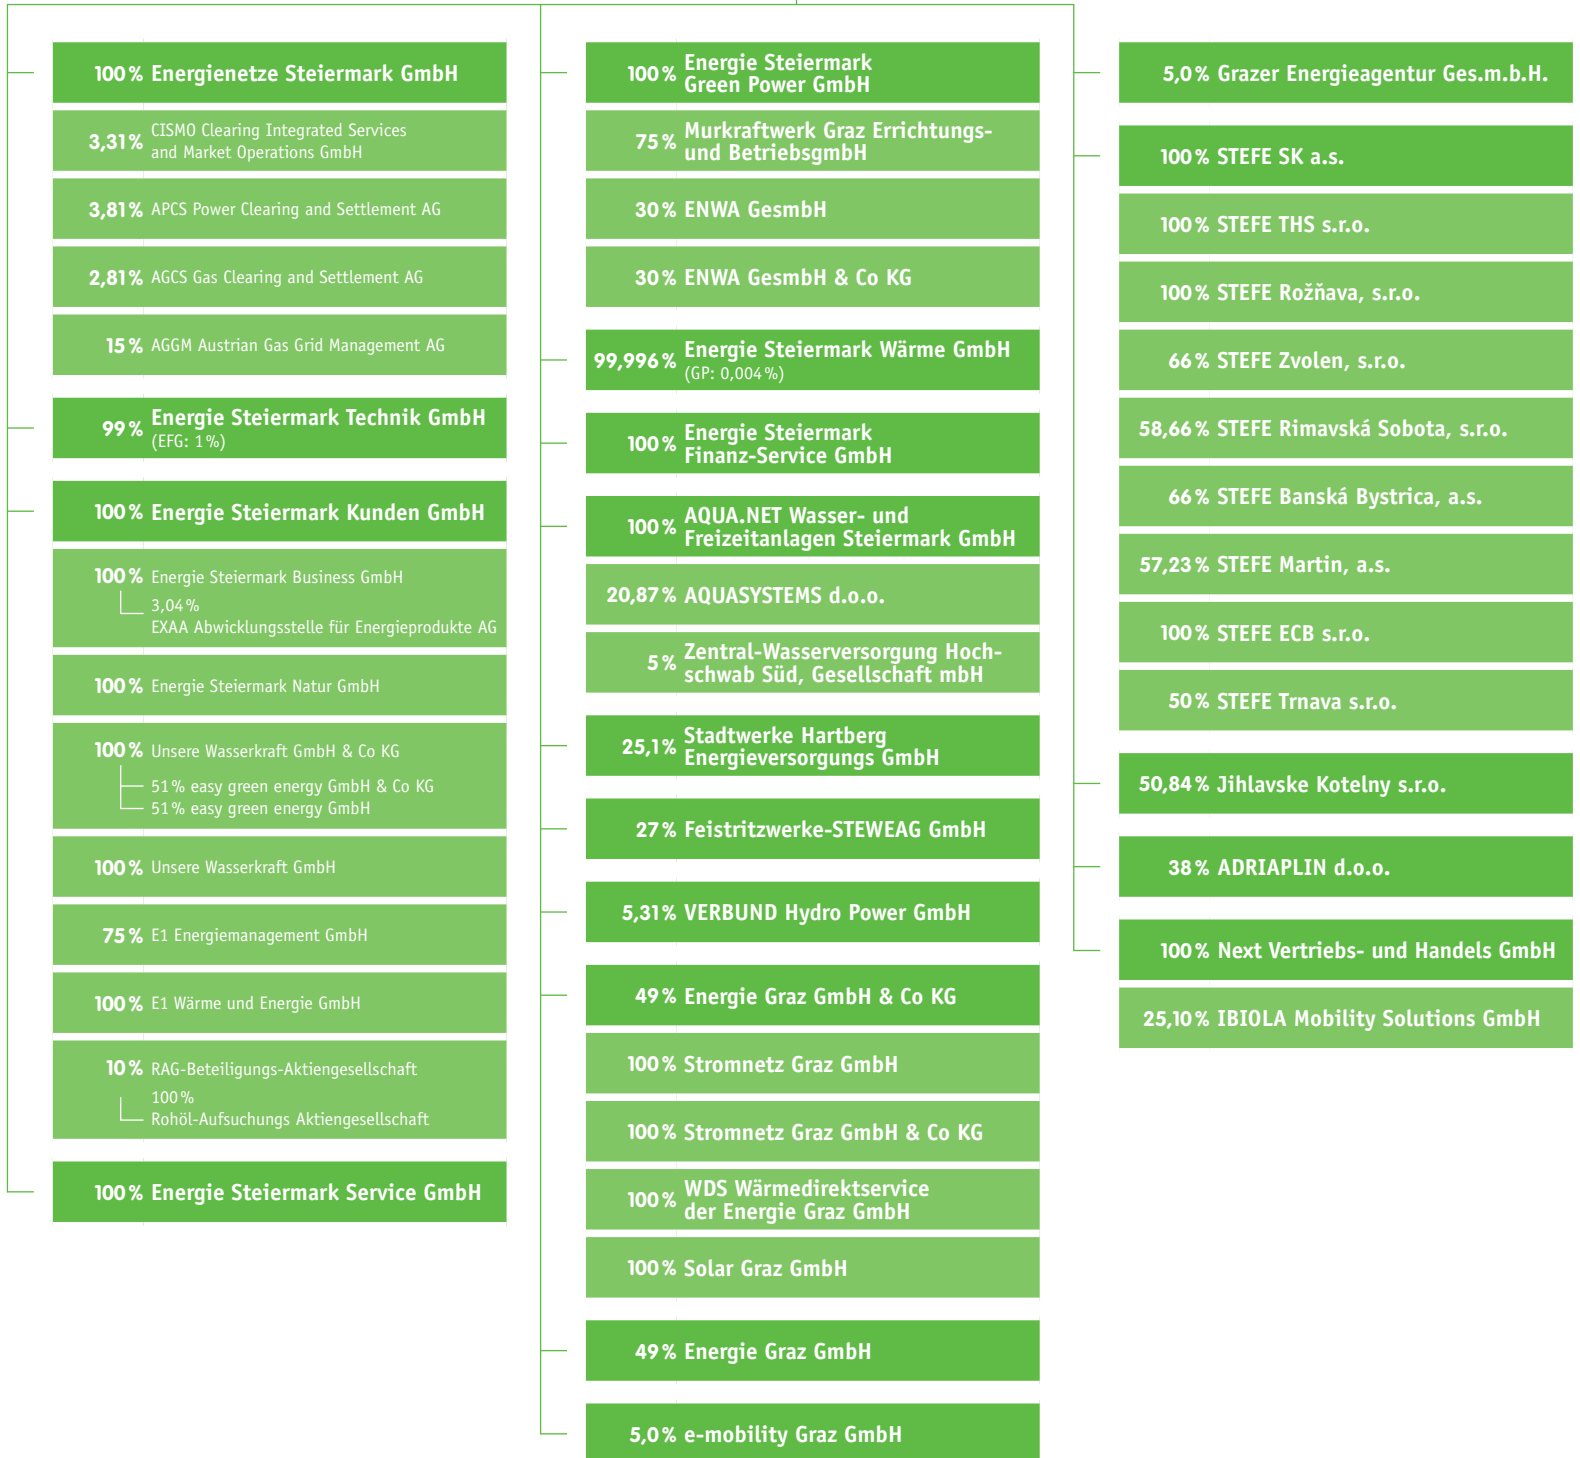 100% Energienetze Steiermark GmbH
3,31% CISMO Clearing Integrated Services
and Market Operations GmbH
3,81% APCS Power Clearing and Settlement AG
2,81% AGCS Gas Clearing and Settlement AG
15% AGGM Austrian Gas Grid Management AG
99% Energie Steiermark Technik GmbH
(EFG: 1%)
100% Energie Steiermark Kunden GmbH
100% Energie Steiermark Business GmbH
3,04%
EXAA Abwicklungsstelle für Energieprodukte AG
100% Energie Steiermark Natur GmbH
100% Unsere Wasserkraft GmbH & Co KG
51% easy green energy GmbH & Co KG
51% easy green energy GmbH
100% Unsere Wasserkraft GmbH
75% E1 Energiemanagement GmbH
100% E1 Wärme und Energie GmbH
10% RAG-Beteiligungs-Aktiengesellschaft
100%
Rohöl-Aufsuchungs Aktiengesellschaft
100% Energie Steiermark Service GmbH
100% Energie Steiermark
Green Power GmbH
75% Murkraftwerk Graz Errichtungs-
und BetriebsgmbH
30% ENWA GesmbH
30% ENWA GesmbH & Co KG
99,996% Energie Steiermark Wärme GmbH
(GP: 0,004%)
100% Energie Steiermark
Finanz-Service GmbH
100% AQUA.NET Wasser- und
Freizeitanlagen Steiermark GmbH
20,87% AQUASYSTEMS d.o.o.
5% Zentral-Wasserversorgung Hoch-
schwab Süd, Gesellschaft mbH
25,1% Stadtwerke Hartberg
Energieversorgungs GmbH
27% Feistritzwerke-STEWEAG GmbH
5,31% VERBUND Hydro Power GmbH
49% Energie Graz GmbH & Co KG
100% Stromnetz Graz GmbH
100% Stromnetz Graz GmbH & Co KG
100% WDS Wärmedirektservice
der Energie Graz GmbH
100% Solar Graz GmbH
49% Energie Graz GmbH
5,0% e-mobility Graz GmbH
5,0% Grazer Energieagentur Ges.m.b.H.
100% STEFE SK a.s.
100% STEFE THS s.r.o.
100% STEFE Rožňava, s.r.o.
66% STEFE Zvolen, s.r.o.
58,66% STEFE Rimavská Sobota, s.r.o.
66% STEFE Banská Bystrica, a.s.
57,23% STEFE Martin, a.s.
100% STEFE ECB s.r.o.
50% STEFE Trnava s.r.o.
50,84% Jihlavske Kotelny s.r.o.
38% ADRIAPLIN d.o.o.
100% Next Vertriebs- und Handels GmbH
25,10% IBIOLA Mobility Solutions GmbH